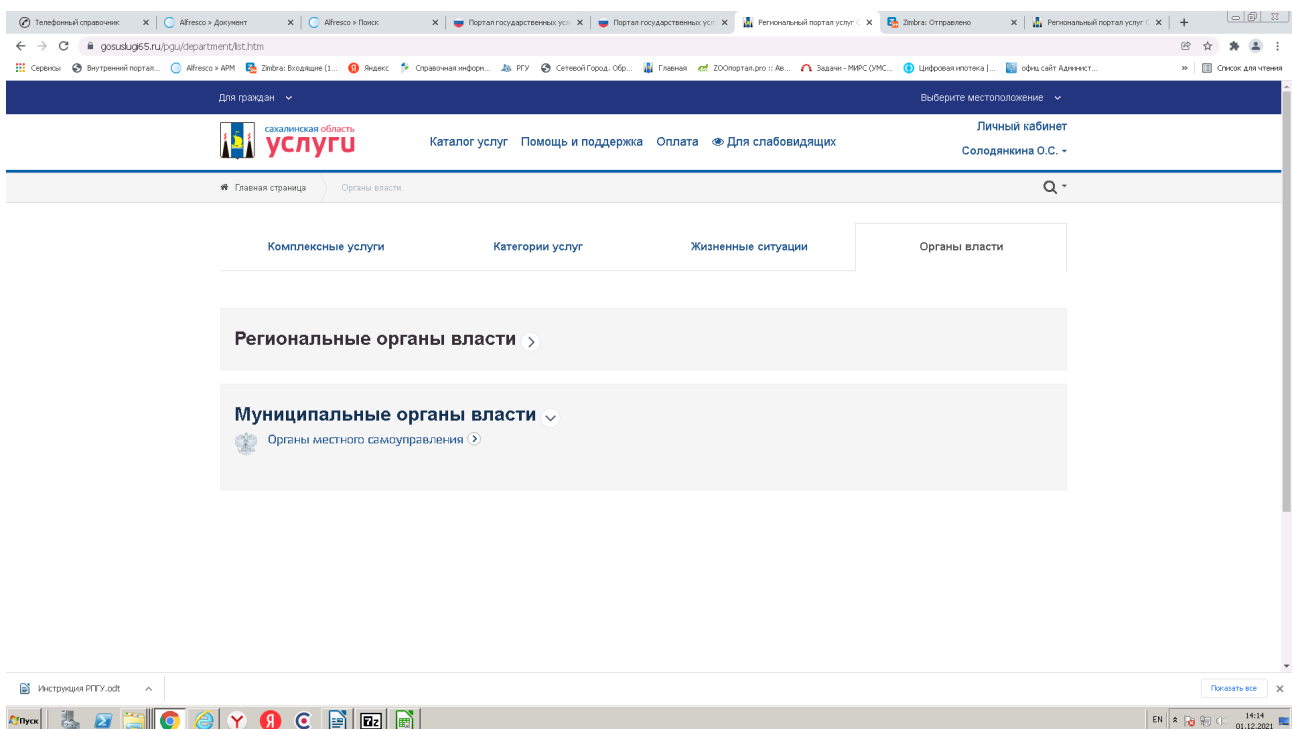 Телефонный справочник
Alfresco » Документ
Alfresco » Поиск
Портал государственных усл
Портал государственных усл
Региональный портал услуг С
Zimbra: Отправлено
Региональный портал услуг С
gosuslugi65.ru/pgu/department/list.htm
Сервисы
Внутренний портал...
Alfresco » АРМ
Zimbra: Входящие (1...
Яндекс
Справочная информ...
РГУ
Сетевой Город. Обр...
Главная
ZOOпортал.pro :: Ав...
Задачи - МИРС (УМС...
Цифровая ипотека |...
офиц сайт Админист...
»
Список для чтения
Для граждан
Выберите местоположение
сахалинская область
услуги
Каталог услуг Помощь и поддержка Оплата Для слабовидящих
Личный кабинет
Солодянкина О.С.
Главная страница
Органы власти
Комплексные услуги
Категории услуг
Жизненные ситуации
Органы власти
Региональные органы власти
Муниципальные органы власти
Органы местного самоуправления
Инструкция РПГУ.odt
Показать все
Пуск
EN
14:14
01.12.2021